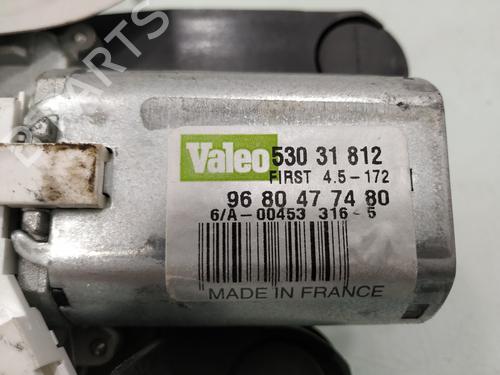 Valeo 530 31 812
FIRST 4.5-172
96 80 47 74 80
6/A-00453 316-5
MADE IN FRANCE